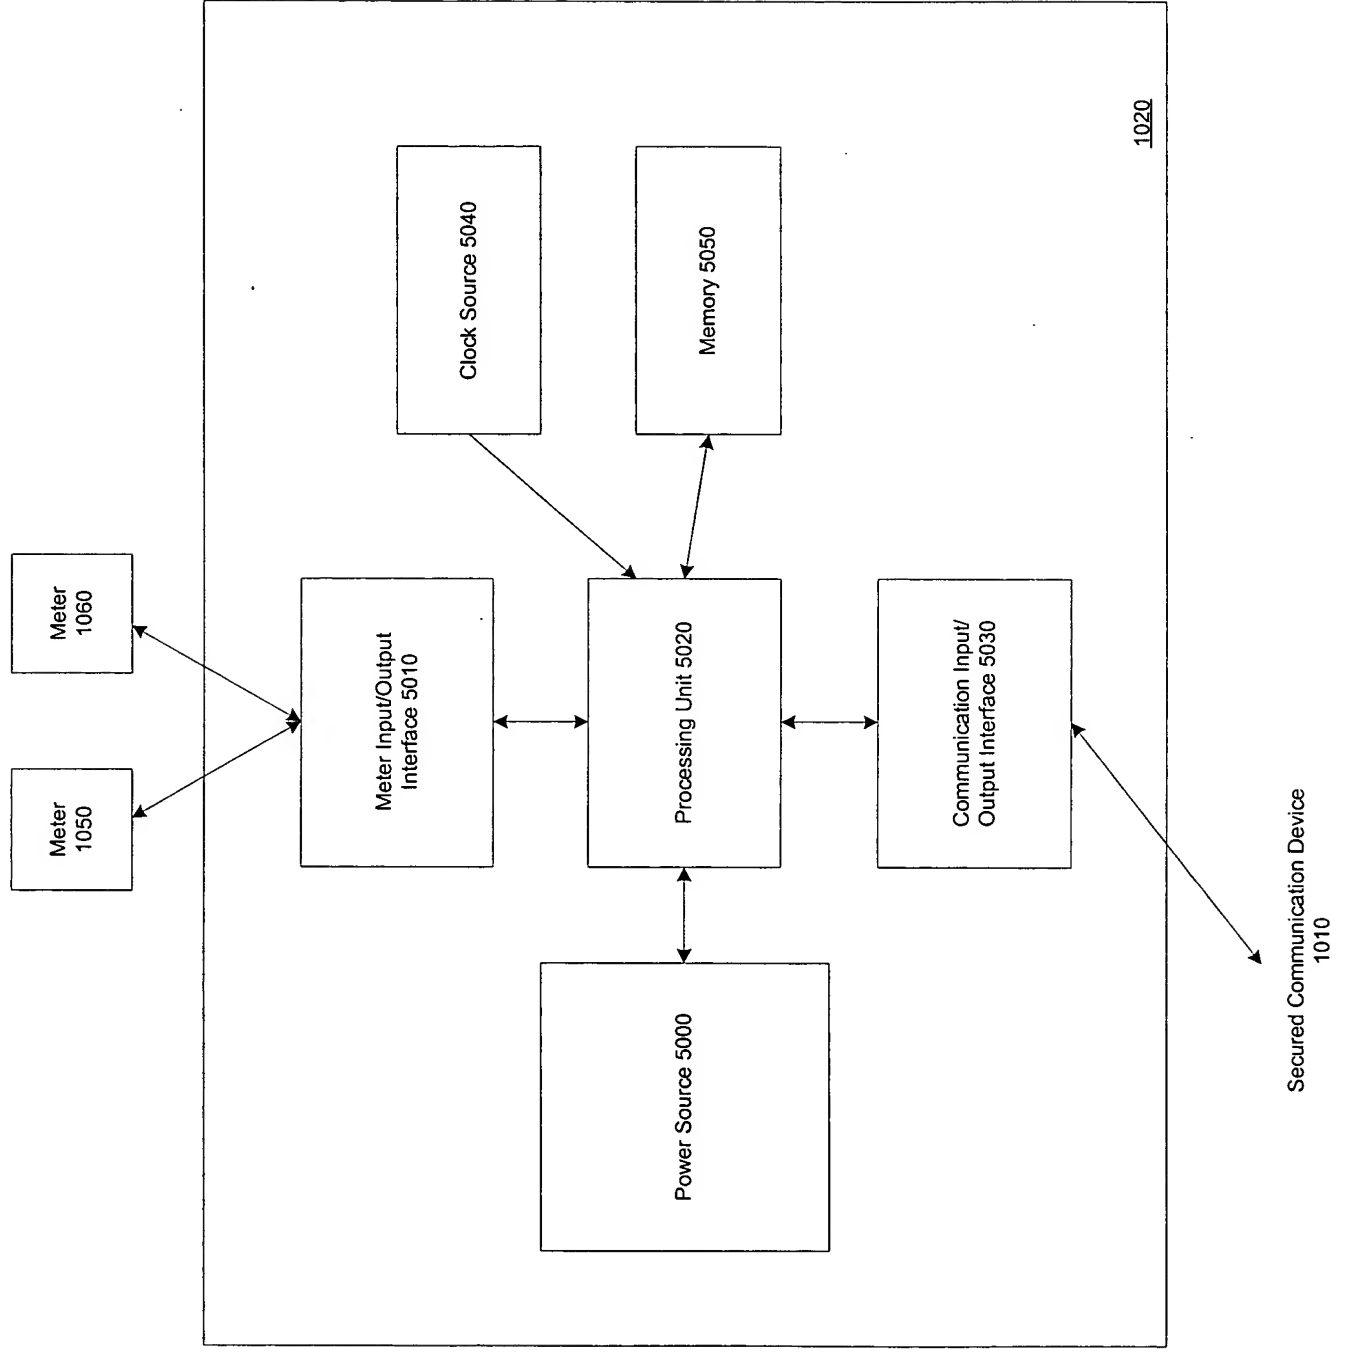 Meter
1050
Meter
1060
Meter Input/Output
Interface 5010
Clock Source 5040
Power Source 5000
Processing Unit 5020
Memory 5050
Communication Input/
Output Interface 5030
1020
Secured Communication Device
1010